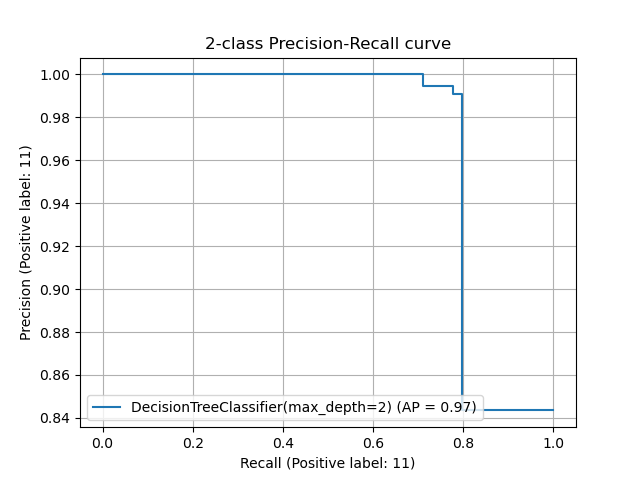 2-class Precision-Recall curve
Precision (Positive label: 11)
1.00
0.98
0.96
0.94
0.92
0.90
0.88
0.86
0.84
DecisionTreeClassifier(max_depth=2) (AP = 0.97)
0.0 0.2 0.4 0.6 0.8 1.0
Recall (Positive label: 11)